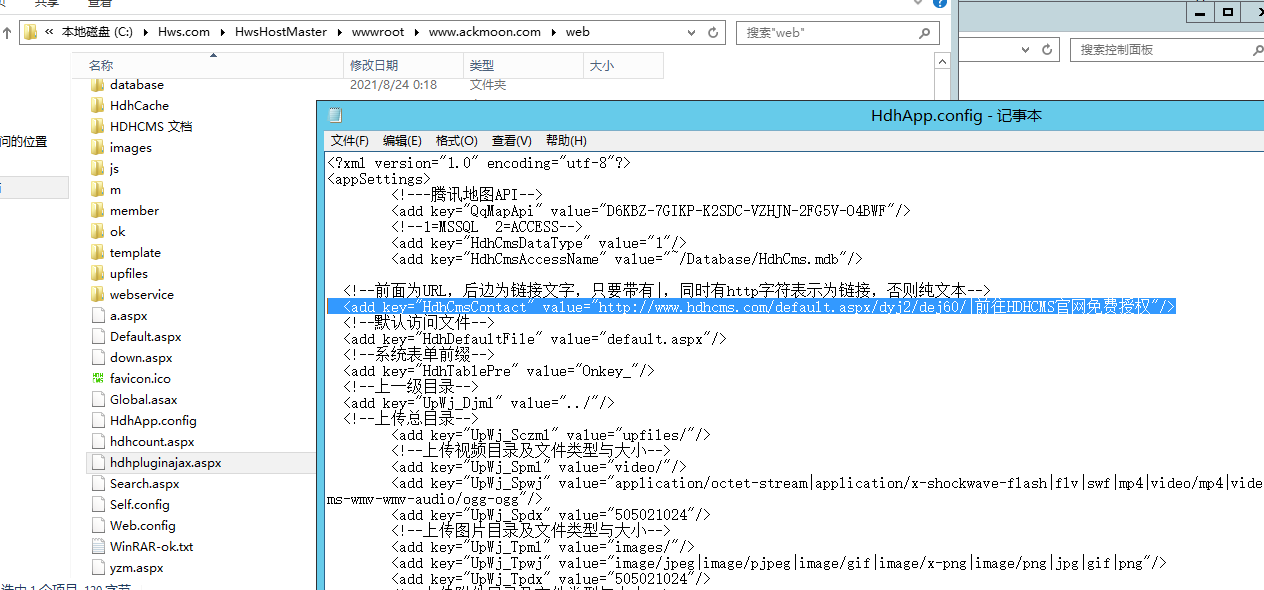 共享 查看
« 本地磁盘 (C:) Hws.com HwsHostMaster wwwroot www.ackmoon.com web
搜索"web"
搜索控制面板
名称 修改日期 类型 大小
database 2021/8/24 0:18 文件夹
HdhCache
HDHCMS 文档
images
js
m
member
ok
template
upfiles
webservice
a.aspx
Default.aspx
down.aspx
favicon.ico
Global.asax
HdhApp.config
hdhcount.aspx
hdhpluginajax.aspx
Search.aspx
Self.config
Web.config
WinRAR-ok.txt
yzm.aspx
问的位置
选中 1 个项目 120 字节
HdhApp.config - 记事本
文件(F) 编辑(E) 格式(O) 查看(V) 帮助(H)
<?xml version="1.0" encoding="utf-8"?>
<appSettings>
<!---腾讯地图API-->
<add key="QqMapApi" value="D6KBZ-7GIKP-K2SDC-VZHJN-2FG5V-O4BWF"/>
<!--1=MSSQL 2=ACCESS-->
<add key="HdhCmsDataType" value="1"/>
<add key="HdhCmsAccessName" value="~/Database/HdhCms.mdb"/>
<!--前面为URL，后边为链接文字，只要带有|，同时有http字符表示为链接，否则纯文本-->
<add key="HdhCmsContact" value="http://www.hdhcms.com/default.aspx/dyj2/dej60/|前往HDHCMS官网免费授权"/>
<!--默认访问文件-->
<add key="HdhDefaultFile" value="default.aspx"/>
<!--系统表单前缀-->
<add key="HdhTablePre" value="Onkey_"/>
<!--上一级目录-->
<add key="UpWj_Djml" value="../"/>
<!--上传总目录-->
<add key="UpWj_Sczml" value="upfiles/"/>
<!--上传视频目录及文件类型与大小-->
<add key="UpWj_Spml" value="video/"/>
<add key="UpWj_Spwj" value="application/octet-stream|application/x-shockwave-flash|flv|swf|mp4|video/mp4|vide
ms-wmv-wmv-audio/ogg-ogg"/>
<add key="UpWj_Spdx" value="505021024"/>
<!--上传图片目录及文件类型与大小-->
<add key="UpWj_Tpml" value="images/"/>
<add key="UpWj_Tpwj" value="image/jpeg|image/pjpeg|image/gif|image/x-png|image/png|jpg|gif|png"/>
<add key="UpWj_Tpdx" value="505021024"/>